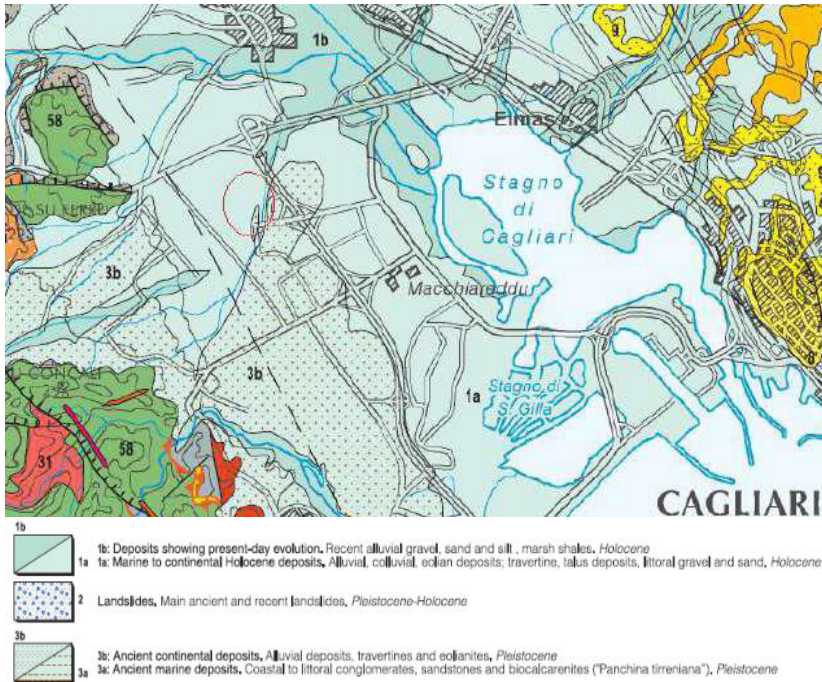 1b
9
58
Elmas
Stagno
di
Cagliari
3b
Macchiareddu
3b
1a
Stagno di
S. Gilla
8
31
58
CAGLIARI
1b
1a
1b: Deposits showing present-day evolution. Recent alluvial gravel, sand and silt , marsh shales. Holocene
1a: Marine to continental Holocene deposits. Alluvial, colluvial, eolian deposits; travertine, talus deposits, littoral gravel and sand. Holocene
2
Landslides. Main ancient and recent landslides. Pleistocene-Holocene
3b
3a
3b: Ancient continental deposits. Alluvial deposits, travertines and eolianites. Pleistocene
3a: Ancient marine deposits. Coastal to littoral conglomerates, sandstones and biocalcarenites ("Panchina tirreniana"). Pleistocene